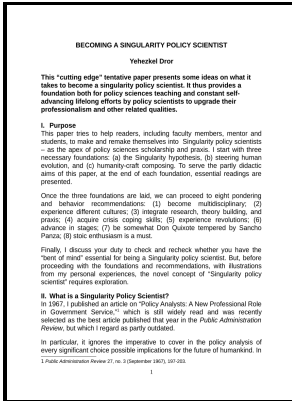 BECOMING A SINGULARITY POLICY SCIENTIST
Yehezkel Dror
This "cutting edge" tentative paper presents some ideas on what it
takes to become a singularity policy scientist. It thus provides a
foundation both for policy sciences teaching and constant self-
advancing lifelong efforts by policy scientists to upgrade their
professionalism and other related qualities.
I. Purpose
This paper tries to help readers, including faculty members, mentor and
students, to make and remake themselves into Singularity policy scientists
– as the apex of policy sciences scholarship and praxis. I start with three
necessary foundations: (a) the Singularity hypothesis, (b) steering human
evolution, and (c) humanity-craft composing. To serve the partly didactic
aims of this paper, at the end of each foundation, essential readings are
presented.
Once the three foundations are laid, we can proceed to eight pondering
and behavior recommendations: (1) become multidisciplinary; (2)
experience different cultures; (3) integrate research, theory building, and
praxis; (4) acquire crisis coping skills; (5) experience revolutions; (6)
advance in stages; (7) be somewhat Don Quixote tempered by Sancho
Panza; (8) stoic enthusiasm is a must.
Finally, I discuss your duty to check and recheck whether you have the
"bent of mind" essential for being a Singularity policy scientist. But, before
proceeding with the foundations and recommendations, with illustrations
from my personal experiences, the novel concept of "Singularity policy
scientist" requires exploration.
II. What is a Singularity Policy Scientist?
In 1967, I published an article on "Policy Analysts: A New Professional Role
in Government Service,"1 which is still widely read and was recently
selected as the best article published that year in the Public Administration
Review, but which I regard as partly outdated.
In particular, it ignores the imperative to cover in the policy analysis of
every significant choice possible implications for the future of humankind. In
1 Public Administration Review 27, no. 3 (September 1967), 197-203.
1